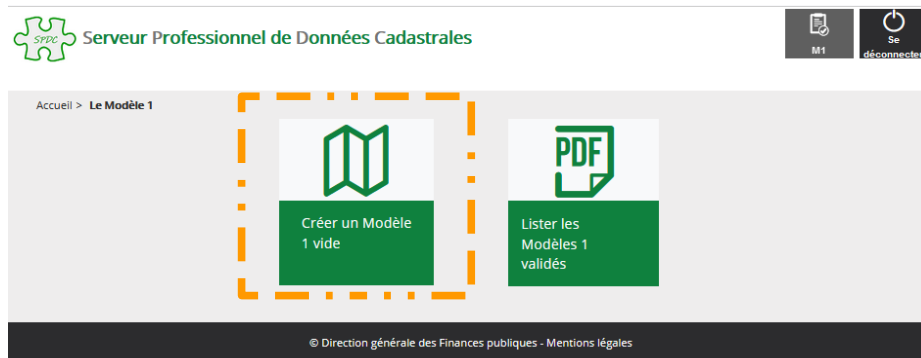 SPDC
Serveur Professionnel de Données Cadastrales
M1
Se
déconnecter
Accueil > Le Modèle 1
PDF
Créer un Modèle
1 vide
Lister les
Modèles 1
validés
© Direction générale des Finances publiques - Mentions légales